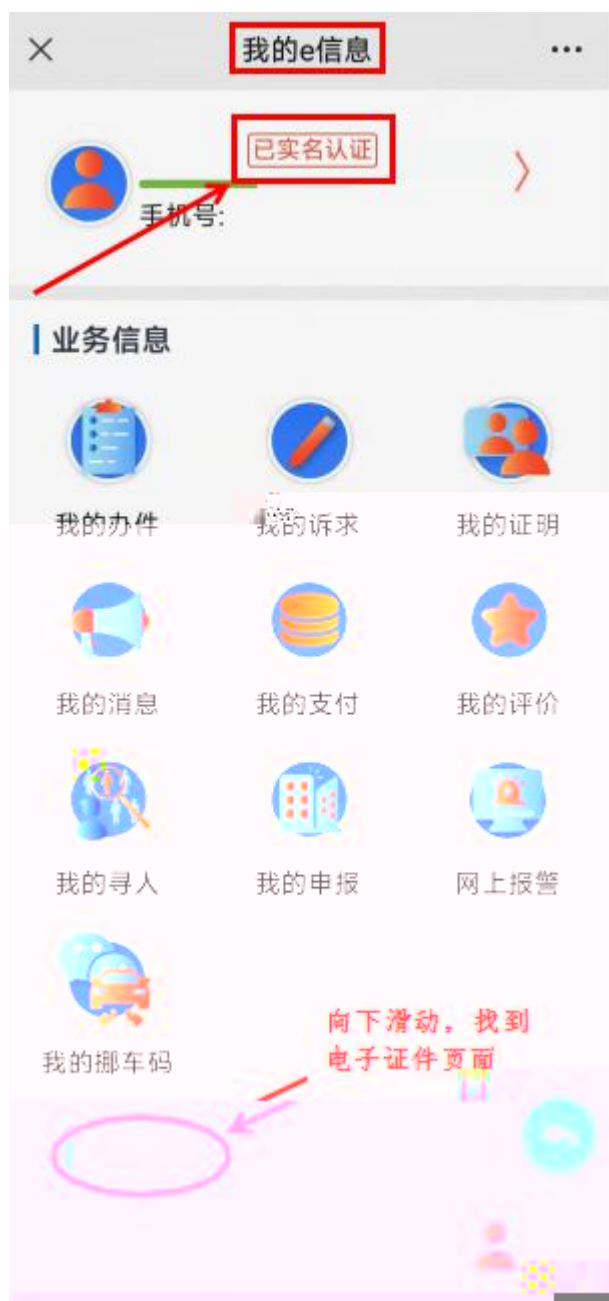 我的e信息
已实名认证
手机号:
业务信息
我的办件
我的诉求
我的证明
我的消息
我的支付
我的评价
我的寻人
我的申报
网上报警
我的挪车码
向下滑动，找到
电子证件页面